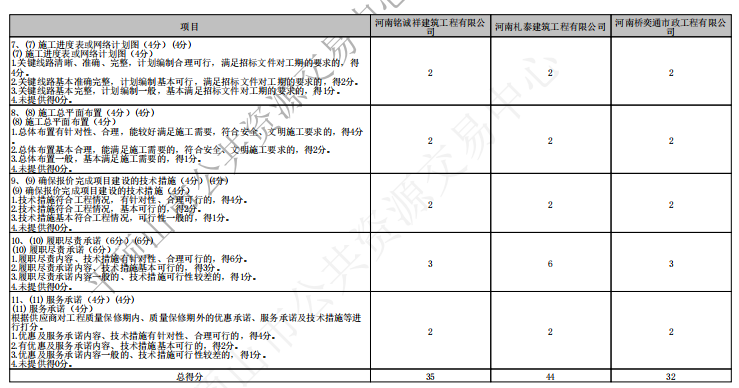 项目 河南铭诚祥建筑工程有限公司 河南札泰建筑工程有限公司 河南桥奕通市政工程有限公司
7、(7) 施工进度表或网络计划图（4分）(4分)
(7) 施工进度表或网络计划图（4分）
1.关键线路清晰、准确、完整，计划编制合理可行，满足招标文件对工期的要求的，得
4分。
2.关键线路基本准确完整，计划编制基本可行，满足招标文件对工期的要求的，得2分。
3.关键线路基本完整，计划编制一般，基本满足招标文件对工期的要求的，得1分。
4.未提供得0分。
2 2 2
8、(8) 施工总平面布置（4分）(4分)
(8) 施工总平面布置（4分）
1.总体布置有针对性、合理，能较好满足施工需要，符合安全、文明施工要求的，得4分
。
2.总体布置基本合理，能满足施工需要的，符合安全、文明施工要求的，得2分。
3.总体布置一般，基本满足施工需要的，得1分。
4.未提供得0分。
2 2 2
9、(9) 确保报价完成项目建设的技术措施（4分）(4分)
(9) 确保报价完成项目建设的技术措施（4分）
1.技术措施符合工程情况，有针对性、合理可行的，得4分。
2.技术措施符合工程情况，基本可行的，得2分。
3.技术措施基本符合工程情况，可行性一般的，得1分。
4.未提供得0分。
2 2 2
10、(10) 履职尽责承诺（6分）(6分)
(10) 履职尽责承诺（6分）
1.履职尽责内容、技术措施有针对性、合理可行的，得6分。
2.履职尽责承诺内容、技术措施基本可行的，得3分。
3.履职尽责承诺内容一般的、技术措施可行性较差的，得1分。
4.未提供得0分。
3 6 3
11、(11) 服务承诺（4分）(4分)
(11) 服务承诺（4分）
根据供应商对工程质量保修期内、质量保修期外的优惠承诺、服务承诺及技术措施等进
行打分。
1.优惠及服务承诺内容、技术措施有针对性、合理可行的，得4分。
2.有优惠及服务承诺内容、技术措施基本可行的，得2分。
3.优惠及服务承诺内容一般的、技术措施可行性较差的，得1分。
4.未提供得0分。
2 2 2
总得分 35 44 32